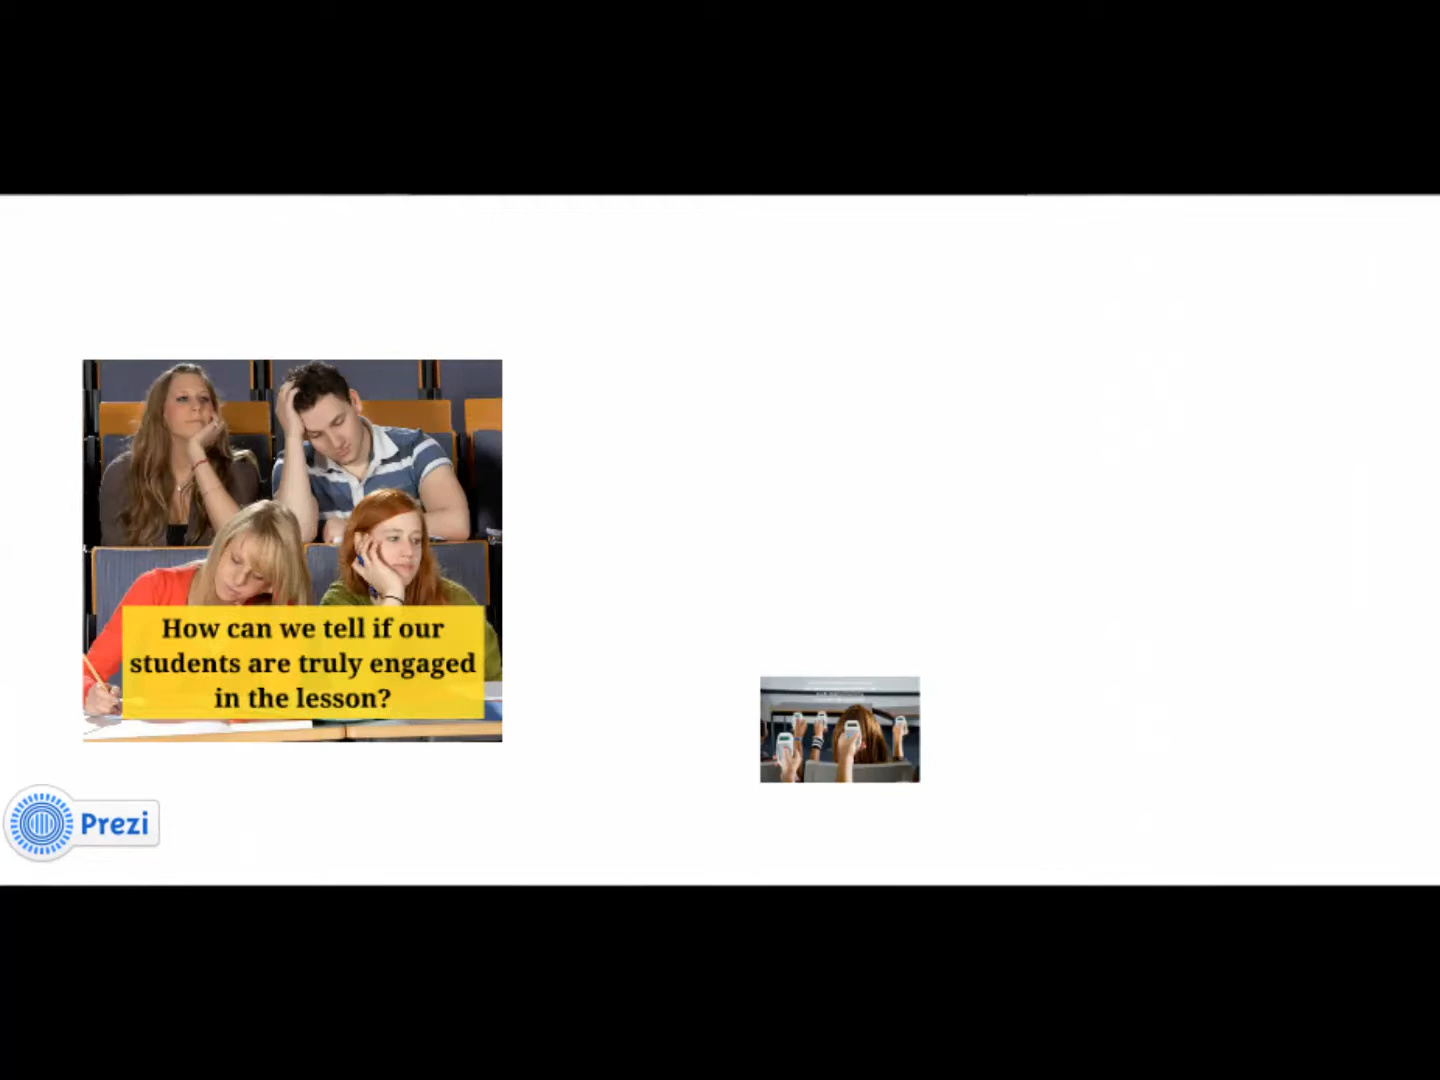 How can we tell if our
students are truly engaged
in the lesson?
Prezi